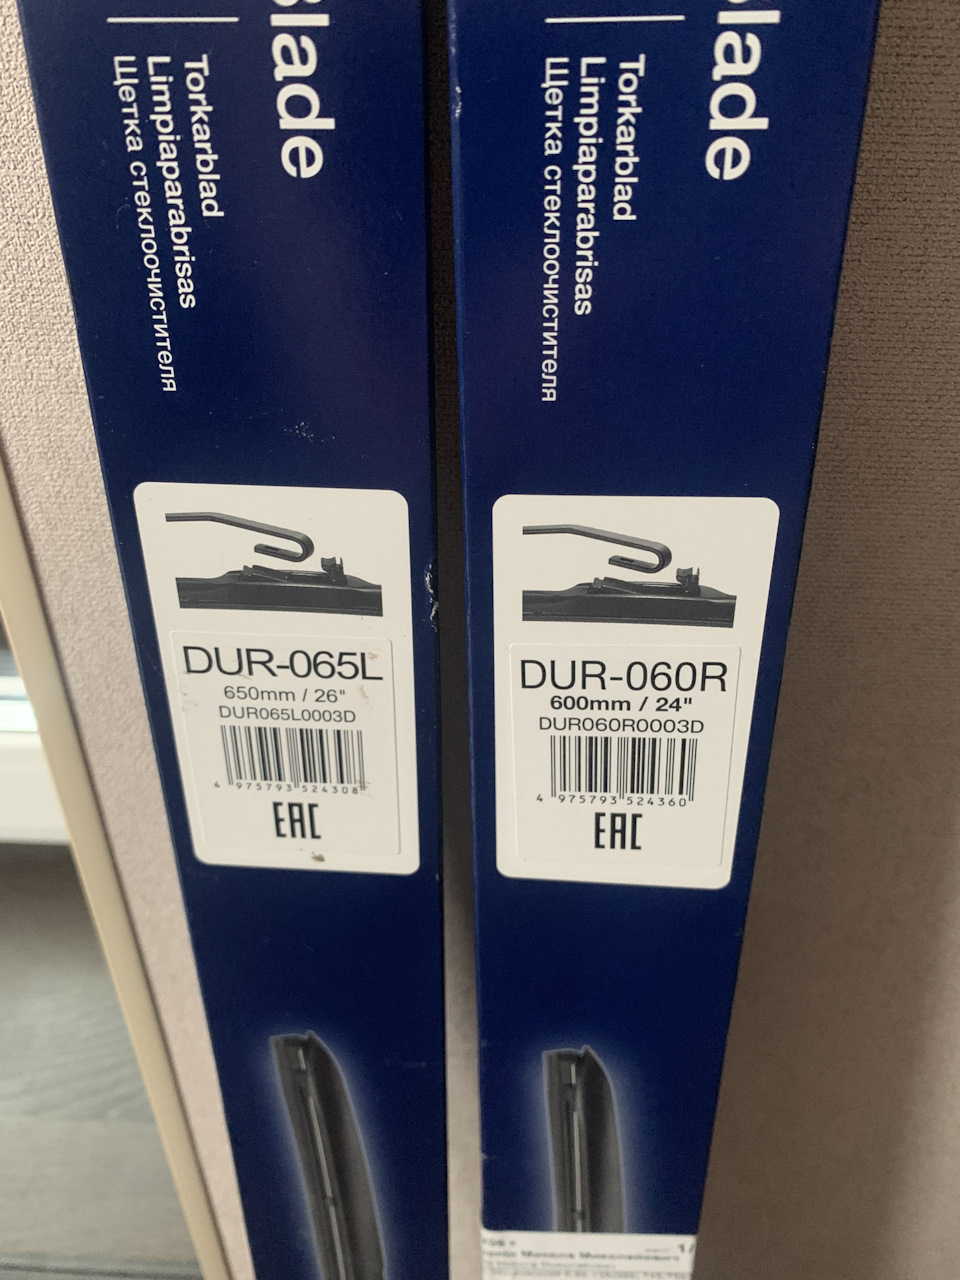 Blade
Torkarblad
Limpiaparabrisas
Щетка стеклоочистителя
DUR-065L
650mm / 26"
DUR065L0003D
4 975793 524308
EAC
Blade
Torkarblad
Limpiaparabrisas
Щетка стеклоочистителя
DUR-060R
600mm / 24"
DUR060R0003D
4 975793 524360
EAC
1/